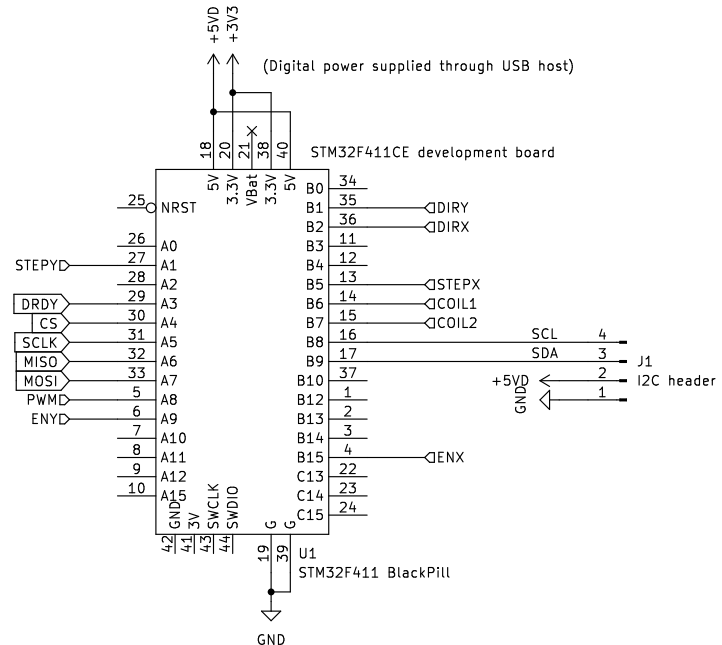 +5VD
+3V3
(Digital power supplied through USB host)
18
20
21
38
40
STM32F411CE development board
5V
3.3V
VBat
3.3V
5V
25 NRST
26 A0
STEPY 27 A1
28 A2
DRDY 29 A3
CS 30 A4
SCLK 31 A5
MISO 32 A6
MOSI 33 A7
PWM 5 A8
ENY 6 A9
7 A10
8 A11
9 A12
10 A15
B0 34
B1 35 DIRY
B2 36 DIRX
B3 11
B4 12
B5 13 STEPX
B6 14 COIL1
B7 15 COIL2
B8 16 SCL 4
B9 17 SDA 3
B10 37
B12 1
B13 2
B14 3
B15 4 ENX
C13 22
C14 23
C15 24
+5VD 2
GND 1
J1
I2C header
GND
3V
SWCLK
SWDIO
G
G
42
41
43
44
19
39
U1
STM32F411 BlackPill
GND